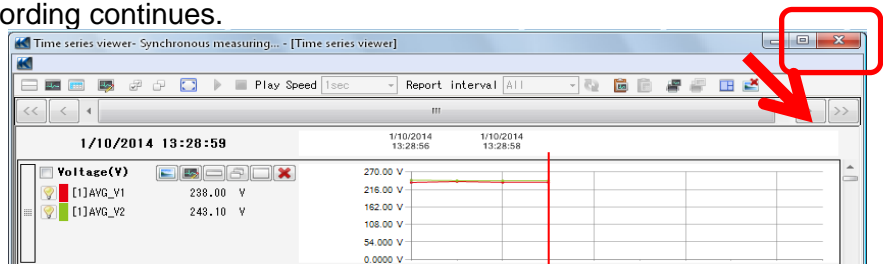 ording continues.
Time series viewer- Synchronous measuring... - [Time series viewer]
Play Speed 1sec Report interval All
<< < >>
1/10/2014 13:28:59
1/10/2014 1/10/2014
13:28:56 13:28:58
Voltage(V)
[1]AVG_V1 238.00 V
[1]AVG_V2 243.10 V
270.00 V
216.00 V
162.00 V
108.00 V
54.000 V
0.0000 V